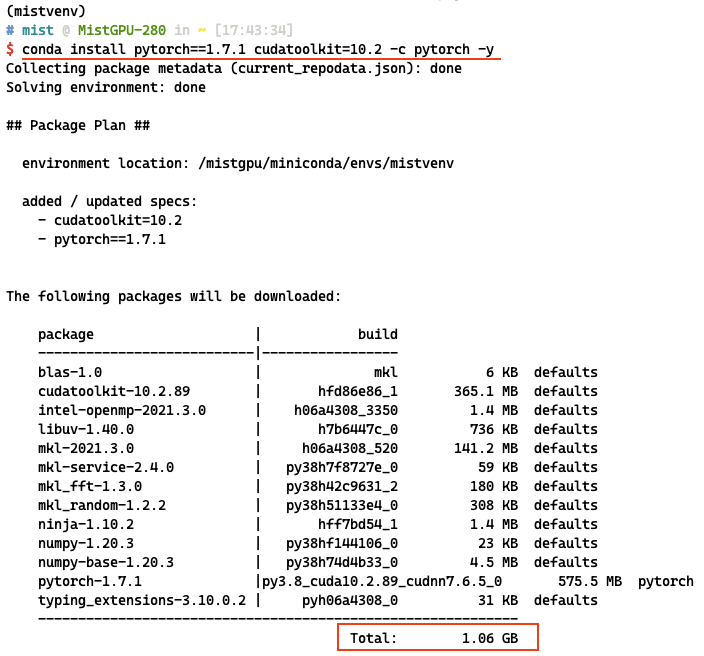 (mistvenv)
# mist @ MistGPU-280 in ~ [17:43:34]
$ conda install pytorch==1.7.1 cudatoolkit=10.2 -c pytorch -y
Collecting package metadata (current_repodata.json): done
Solving environment: done
## Package Plan ##
environment location: /mistgpu/miniconda/envs/mistvenv
added / updated specs:
- cudatoolkit=10.2
- pytorch==1.7.1
The following packages will be downloaded:
package | build
---------------------------|-----------------
blas-1.0 | mkl 6 KB defaults
cudatoolkit-10.2.89 | hfd86e86_1 365.1 MB defaults
intel-openmp-2021.3.0 | h06a4308_3350 1.4 MB defaults
libuv-1.40.0 | h7b6447c_0 736 KB defaults
mkl-2021.3.0 | h06a4308_520 141.2 MB defaults
mkl-service-2.4.0 | py38h7f8727e_0 59 KB defaults
mkl_fft-1.3.0 | py38h42c9631_2 180 KB defaults
mkl_random-1.2.2 | py38h51133e4_0 308 KB defaults
ninja-1.10.2 | hff7bd54_1 1.4 MB defaults
numpy-1.20.3 | py38hf144106_0 23 KB defaults
numpy-base-1.20.3 | py38h74d4b33_0 4.5 MB defaults
pytorch-1.7.1 |py3.8_cuda10.2.89_cudnn7.6.5_0 575.5 MB pytorch
typing_extensions-3.10.0.2 | pyh06a4308_0 31 KB defaults
------------------------------------------------------------
Total: 1.06 GB